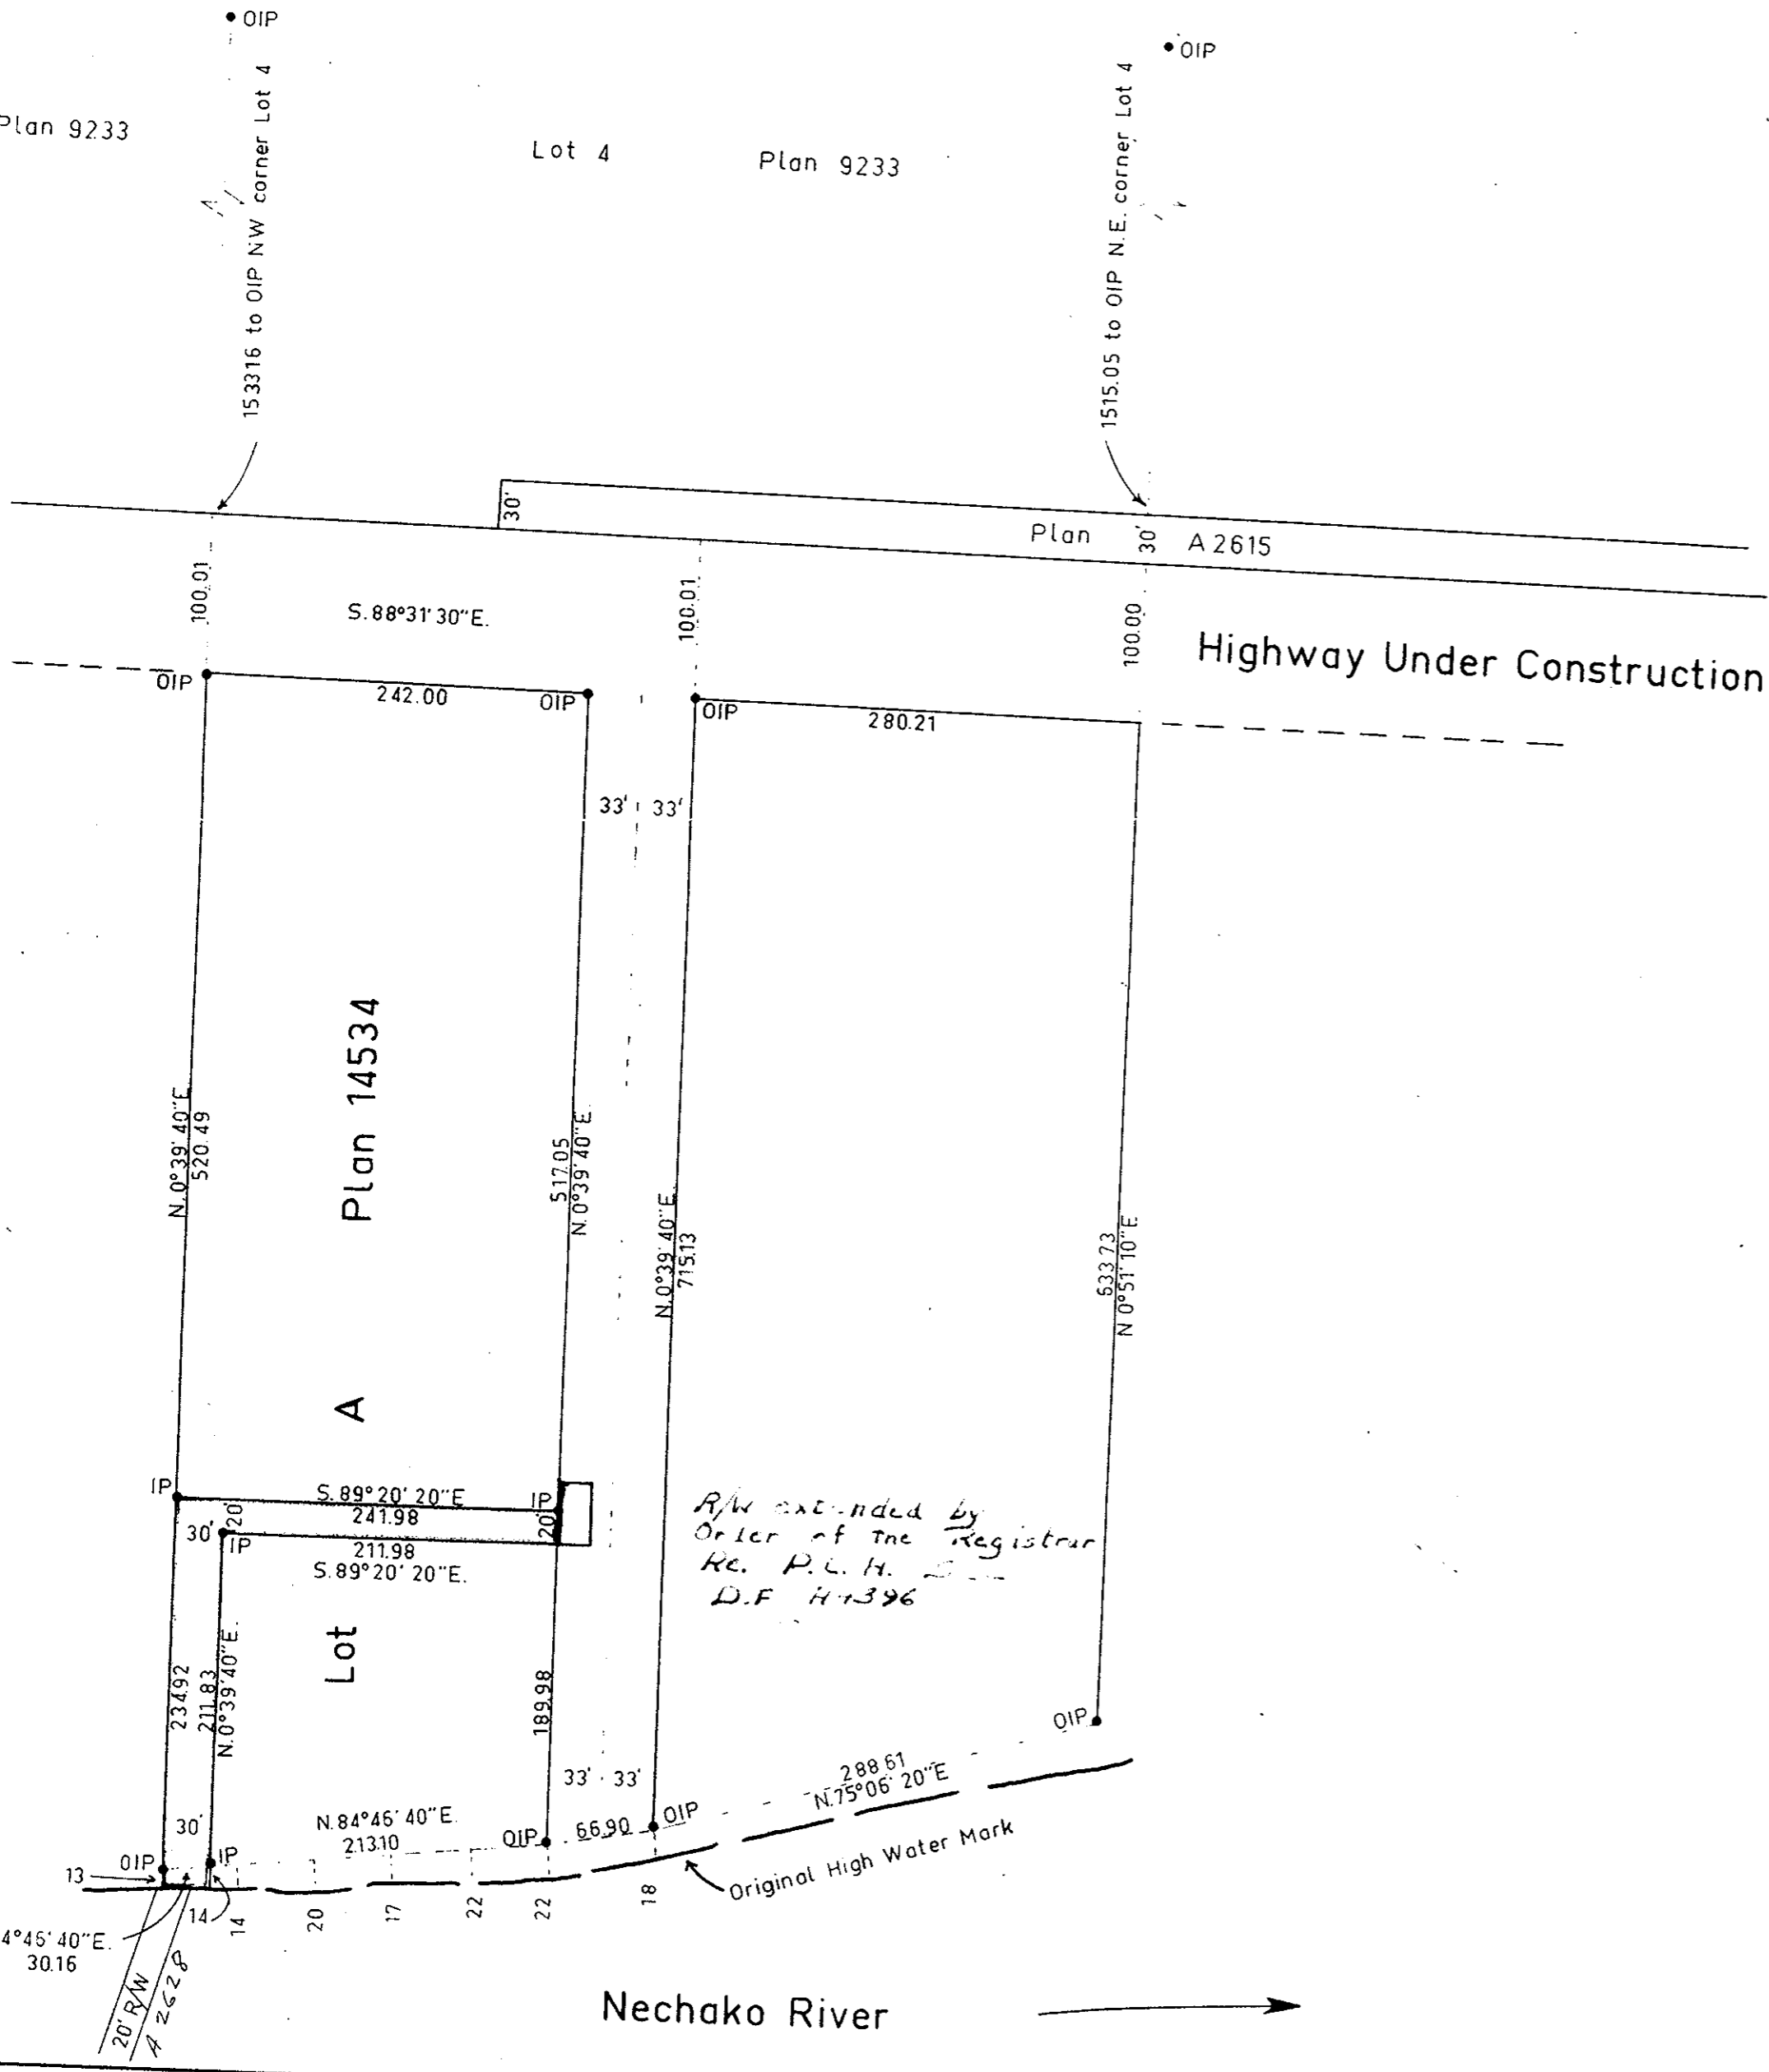 OIP
OIP
Plan 9233
Lot 4
Plan 9233
153316 to OIP NW corner Lot 4
1515.05 to OIP N.E. corner Lot 4
30'
Plan
30'
A 2615
100.01
100.01
100.00
S. 88°31'30"E.
Highway Under Construction
OIP
242.00
OIP
OIP
280.21
33'
33'
N. 0°39'40"E.
520.49
Plan 14534
517.05
N. 0°39'40"E.
N. 0°39'40"E.
715.13
63373
N 0°51'10"E
A
IP
S. 89°20'20"E
IP
241.98
30'
20'
20'
IP
211.98
S. 89°20'20"E.
R/W extended by
Order of the Registrar
Re. P.L.H.
D.F
Lot
234.92
211.83
N. 0°39'40"E.
189.98
OIP
33'
33'
288 61
N. 75°06'20"E
30'
N. 84°46'40"E.
213.10
OIP
66.90
OIP
OIP
IP
13
Original High Water Mark
14
14
20
17
22
22
18
4°46'40"E.
30.16
20' R/W
A 2628
Nechako River